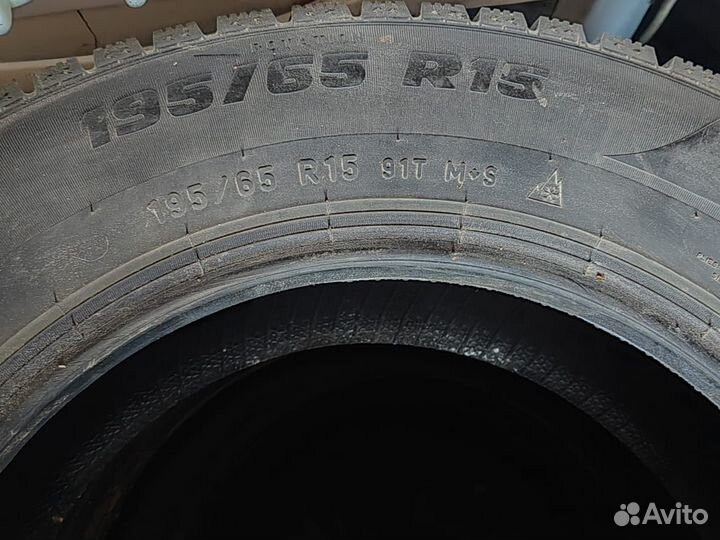 ROTATION
195/65 R15
195/65 R15 91T M+S
Avito